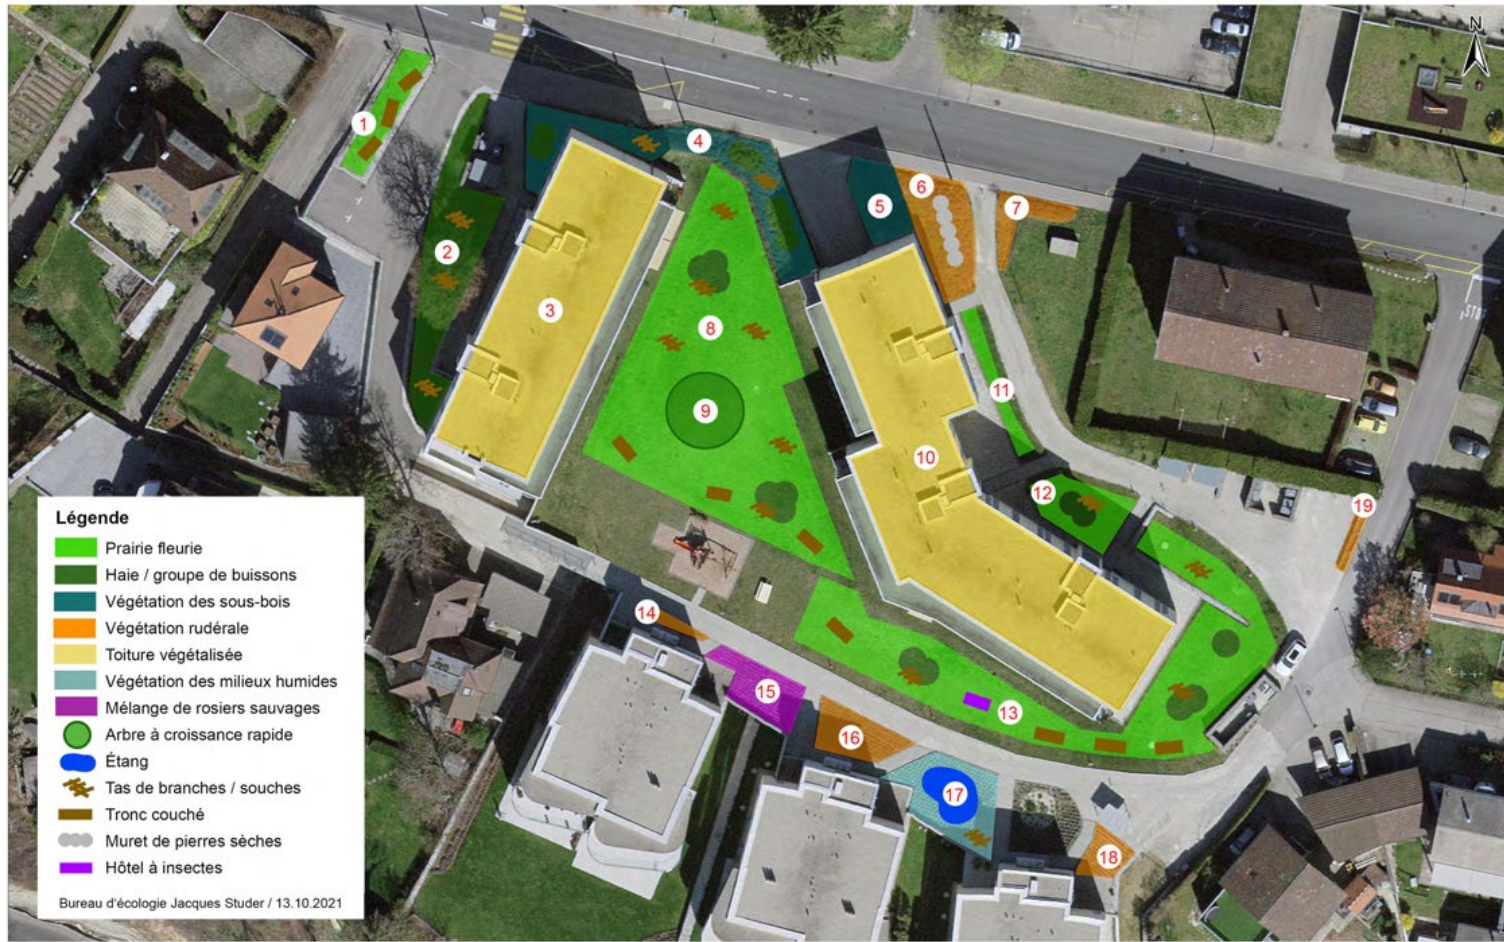 N
1
2
3
4
5
6
7
8
9
10
11
12
13
14
15
16
17
18
19
STOP
Légende
Prairie fleurie
Haie / groupe de buissons
Végétation des sous-bois
Végétation rudérale
Toiture végétalisée
Végétation des milieux humides
Mélange de rosiers sauvages
Arbre à croissance rapide
Étang
Tas de branches / souches
Tronc couché
Muret de pierres sèches
Hôtel à insectes
Bureau d'écologie Jacques Studer / 13.10.2021